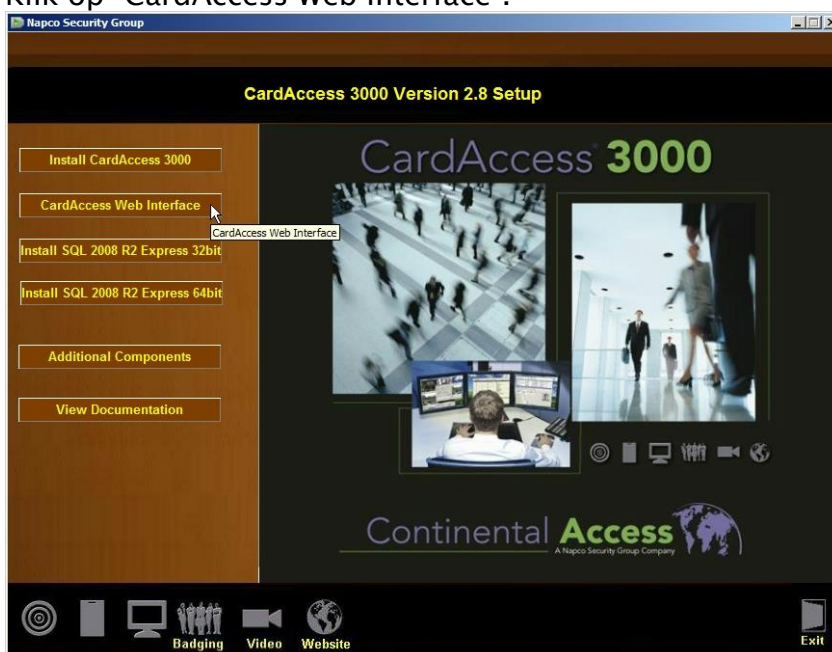 Klik op "CardAccess Web Interface".
Napco Security Group
CardAccess 3000 Version 2.8 Setup
Install CardAccess 3000
CardAccess Web Interface
CardAccess Web Interface
Install SQL 2008 R2 Express 32bit
Install SQL 2008 R2 Express 64bit
Additional Components
View Documentation
CardAccess 3000
Continental Access
A Napco Security Group Company
Badging
Video
Website
Exit